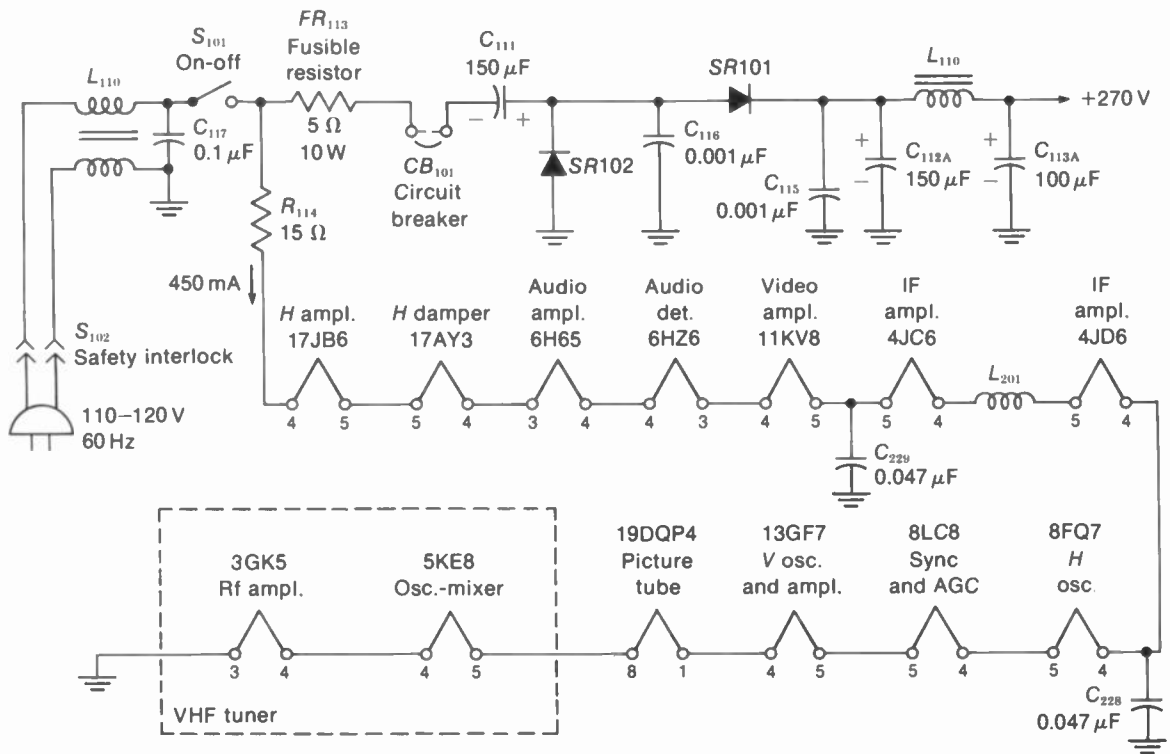 FR113
Fusible
resistor
5 Ω
10 W
S101
On-off
L110
C117
0.1 μF
C111
150 μF
− +
CB101
Circuit
breaker
SR102
C116
0.001 μF
SR101
C115
0.001 μF
L110
+
C112A
−
150 μF
+
C113A
−
100 μF
+270 V
R114
15 Ω
450 mA
S102
Safety interlock
110–120 V
60 Hz
H ampl.
17JB6
4 5
H damper
17AY3
5 4
Audio
ampl.
6H65
3 4
Audio
det.
6HZ6
4 3
Video
ampl.
11KV8
4 5
IF
ampl.
4JC6
5 4
L201
IF
ampl.
4JD6
5 4
C229
0.047 μF
3GK5
Rf ampl.
3 4
5KE8
Osc.-mixer
4 5
VHF tuner
19DQP4
Picture
tube
8 1
13GF7
V osc.
and ampl.
4 5
8LC8
Sync
and AGC
5 4
8FQ7
H
osc.
5 4
C228
0.047 μF